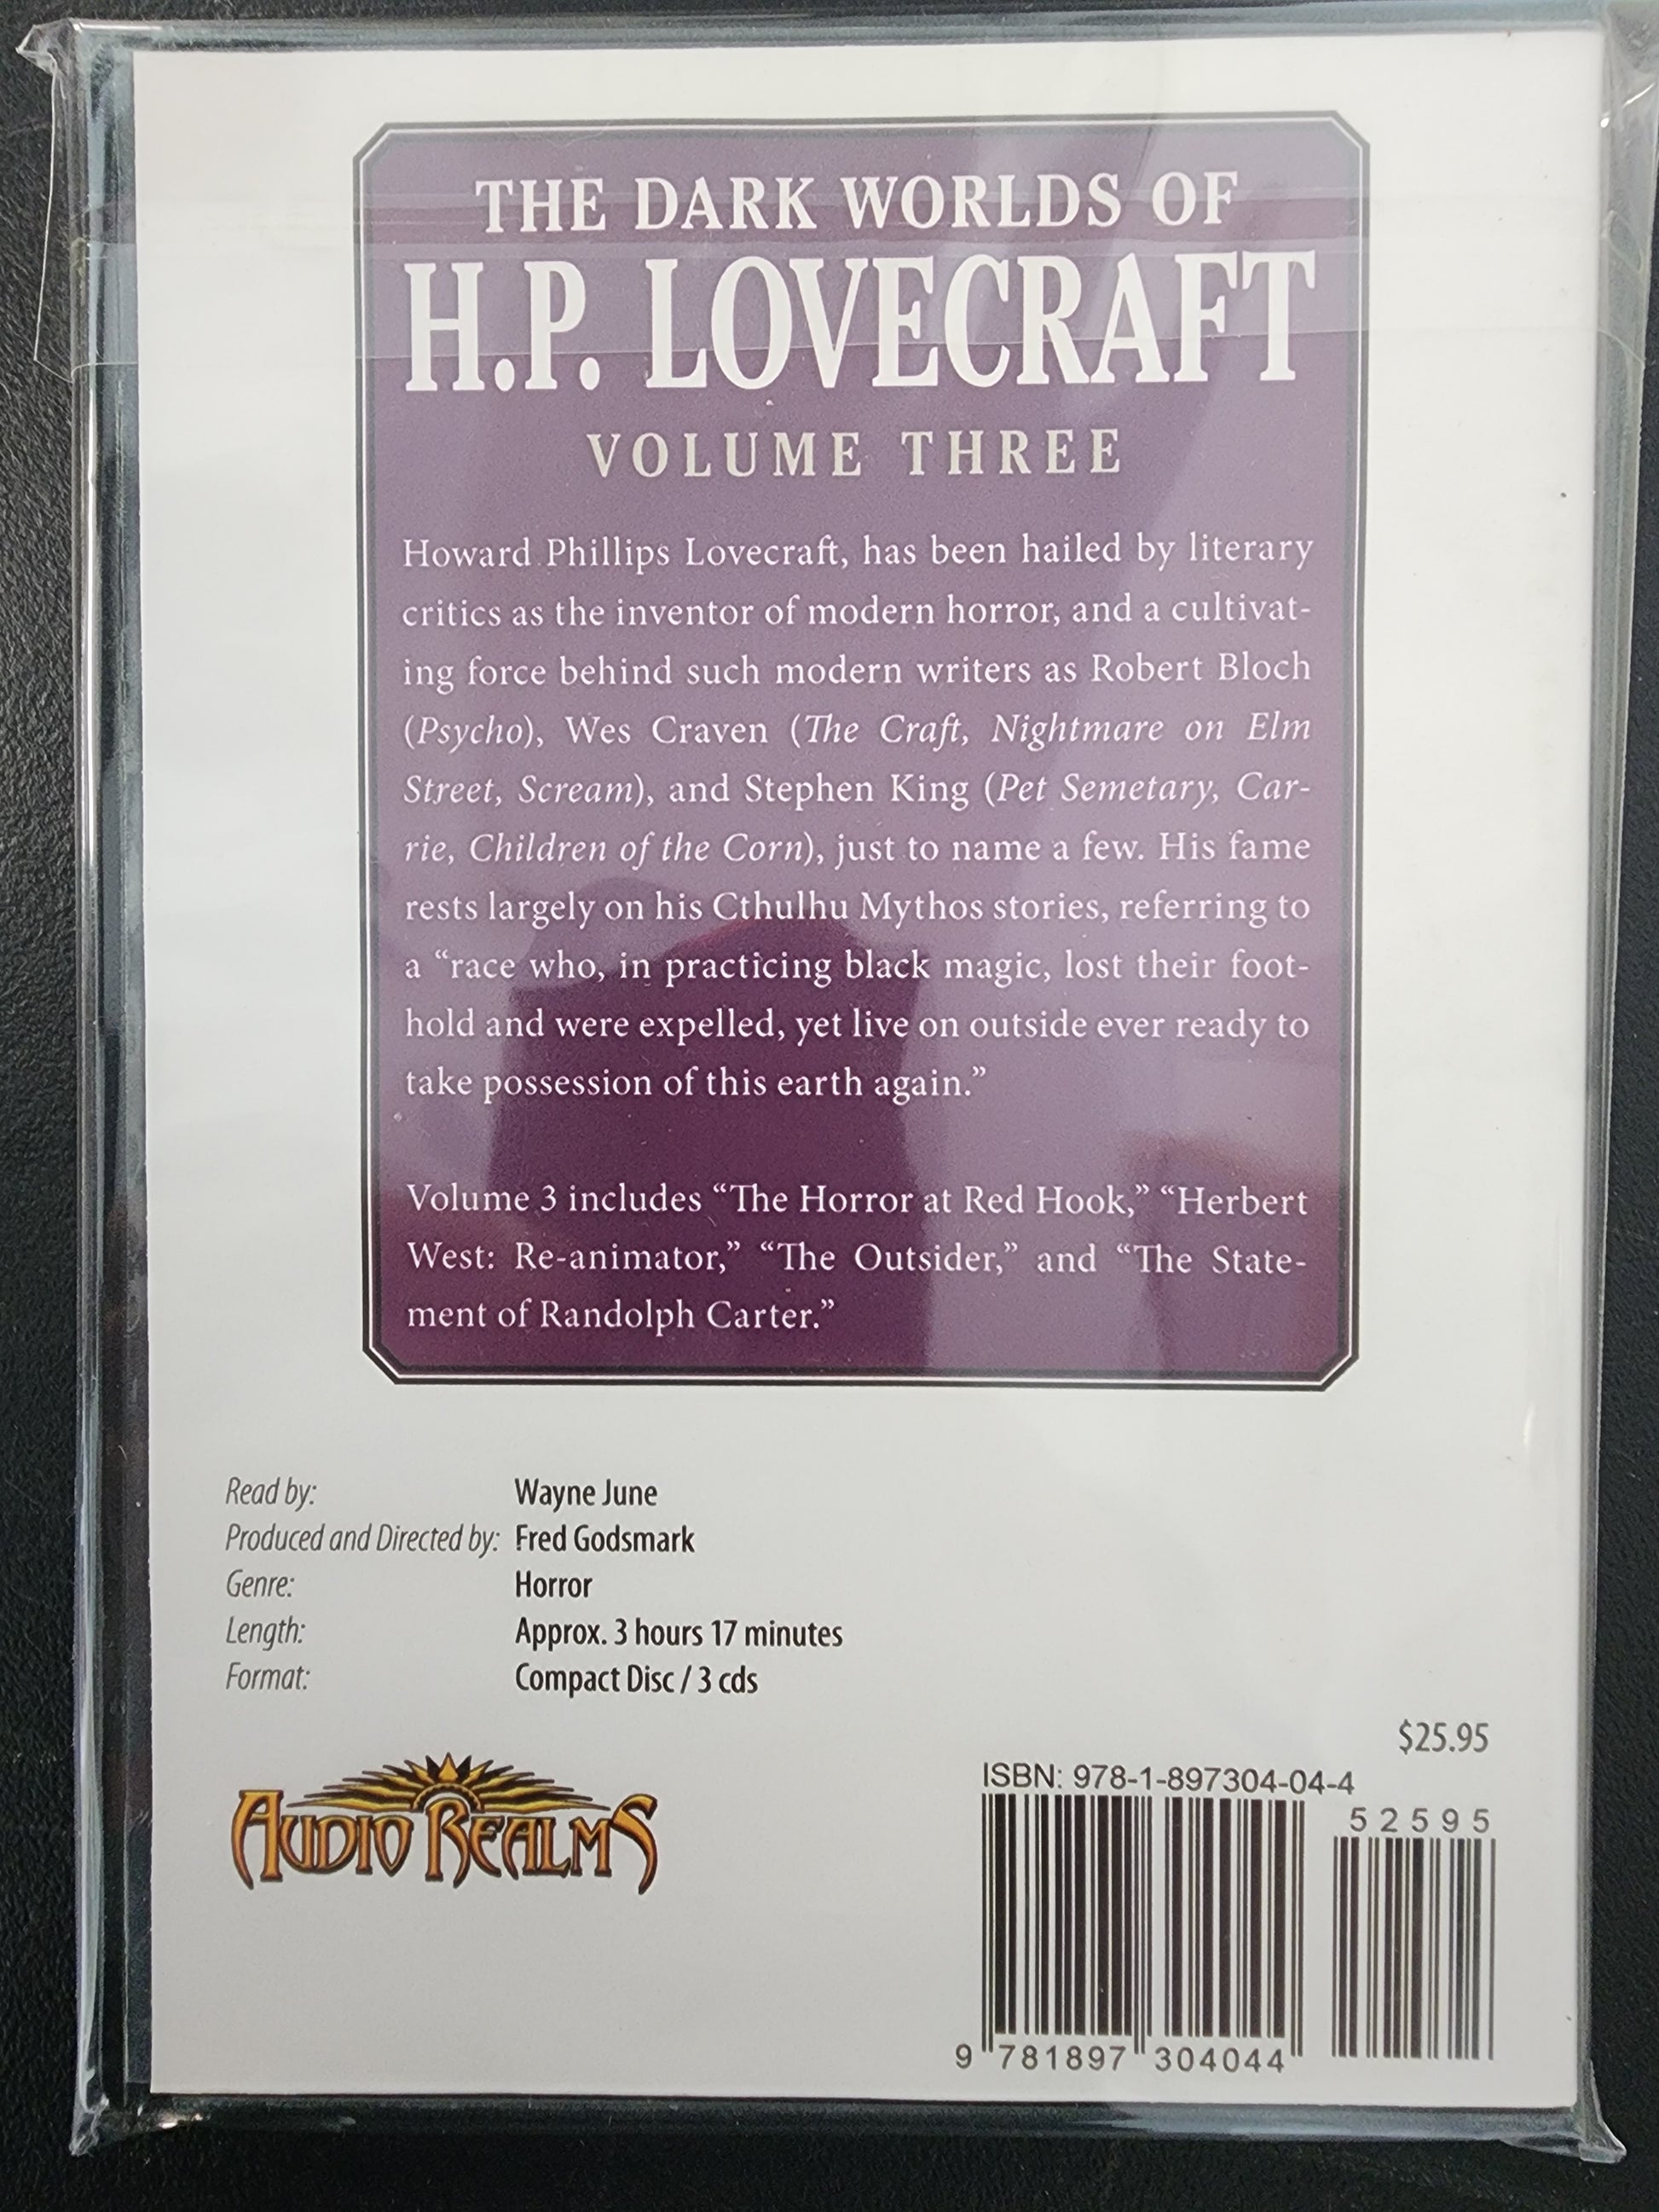 THE DARK WORLDS OF
H.P. LOVECRAFT
VOLUME THREE
Howard Phillips Lovecraft, has been hailed by literary
critics as the inventor of modern horror, and a cultivat-
ing force behind such modern writers as Robert Bloch
(Psycho), Wes Craven (The Craft, Nightmare on Elm
Street, Scream), and Stephen King (Pet Semetary, Car-
rie, Children of the Corn), just to name a few. His fame
rests largely on his Cthulhu Mythos stories, referring to
a “race who, in practicing black magic, lost their foot-
hold and were expelled, yet live on outside ever ready to
take possession of this earth again.”
Volume 3 includes “The Horror at Red Hook,” “Herbert
West: Re-animator,” “The Outsider,” and “The State-
ment of Randolph Carter.”
Read by: Wayne June
Produced and Directed by: Fred Godsmark
Genre: Horror
Length: Approx. 3 hours 17 minutes
Format: Compact Disc / 3 cds
$25.95
ISBN: 978-1-897304-04-4
52595
AUDIO REALMS
9 781897 304044